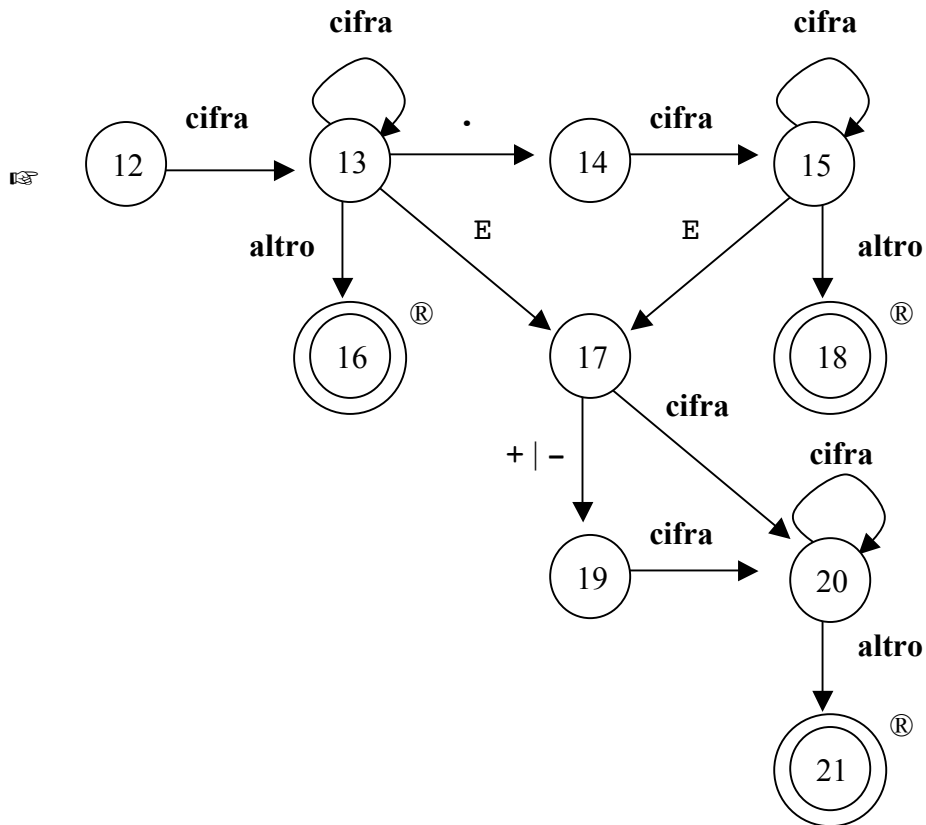 cifra cifra
cifra . cifra
☞ 12 13 14 15
altro E E altro
16 ® 17 18 ®
cifra
+ | - cifra
cifra
19 20
altro
®
21